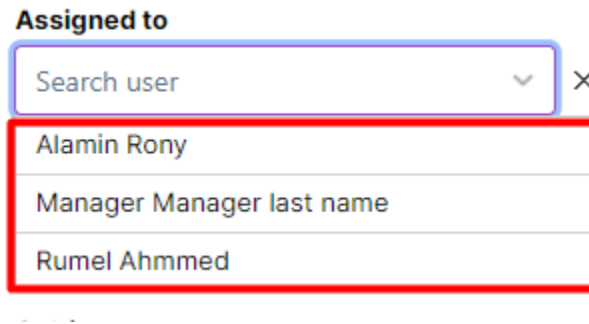 Assigned to
Search user
Alamin Rony
Manager Manager last name
Rumel Ahmmed